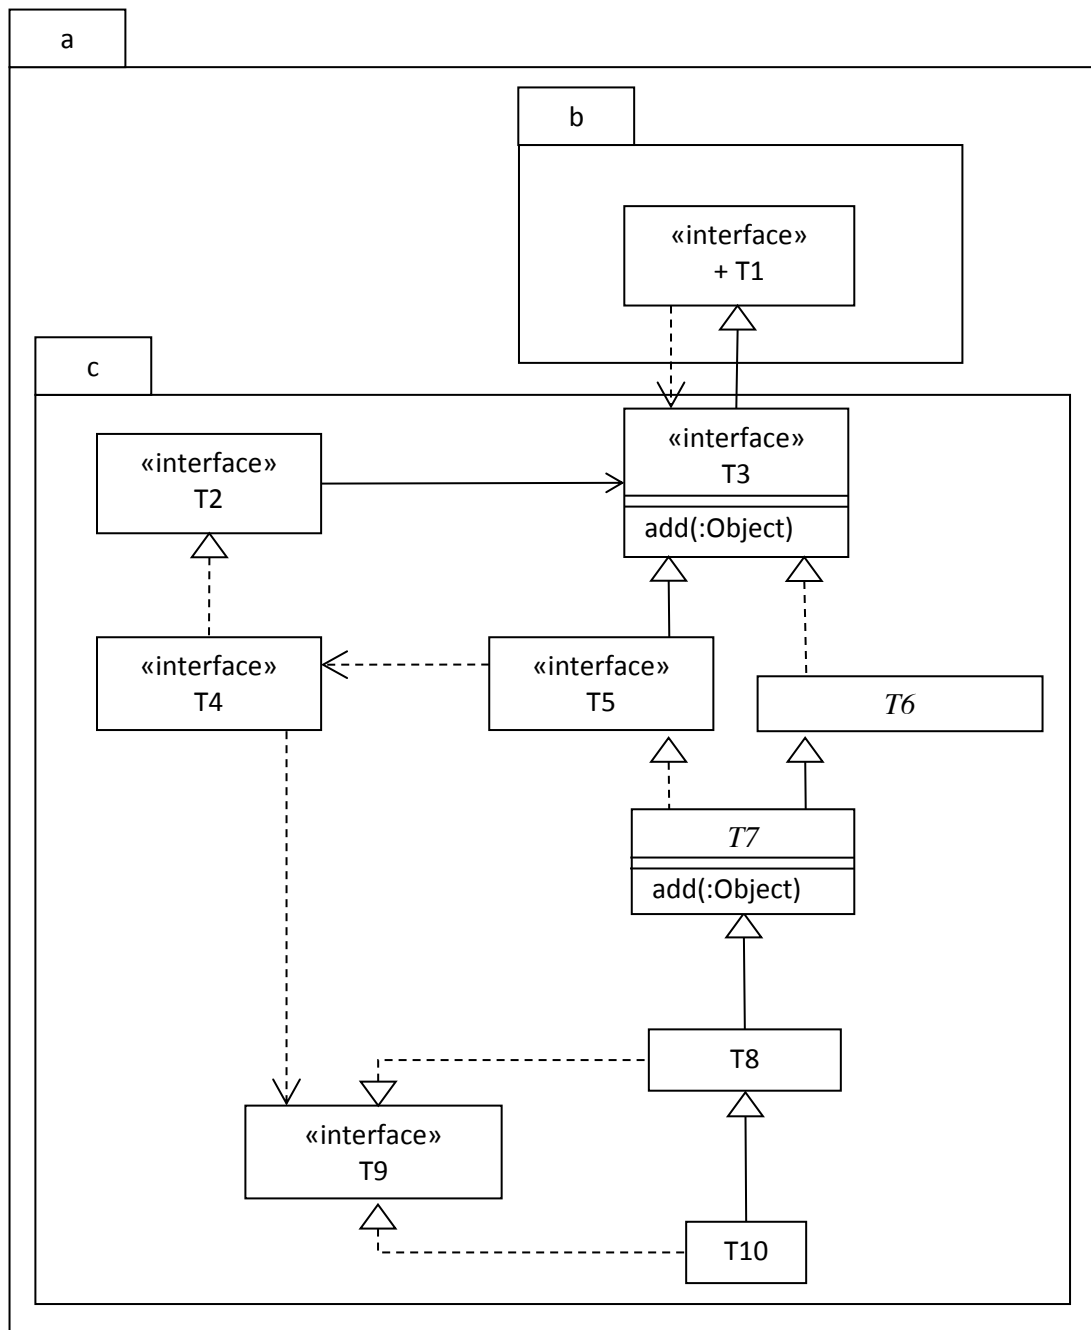 a
b
«interface»
+ T1
c
«interface»
T2
«interface»
T3
add(:Object)
«interface»
T4
«interface»
T5
T6
T7
add(:Object)
T8
«interface»
T9
T10